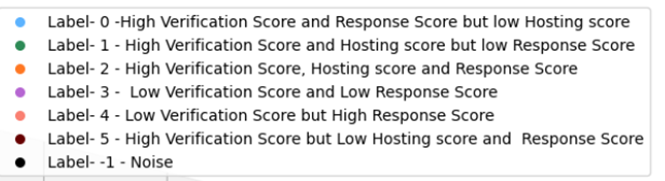 Label- 0 -High Verification Score and Response Score but low Hosting score
Label- 1 - High Verification Score and Hosting score but low Response Score
Label- 2 - High Verification Score, Hosting score and Response Score
Label- 3 -  Low Verification Score and Low Response Score
Label- 4 - Low Verification Score but High Response Score
Label- 5 - High Verification Score but Low Hosting score and  Response Score
Label- -1 - Noise